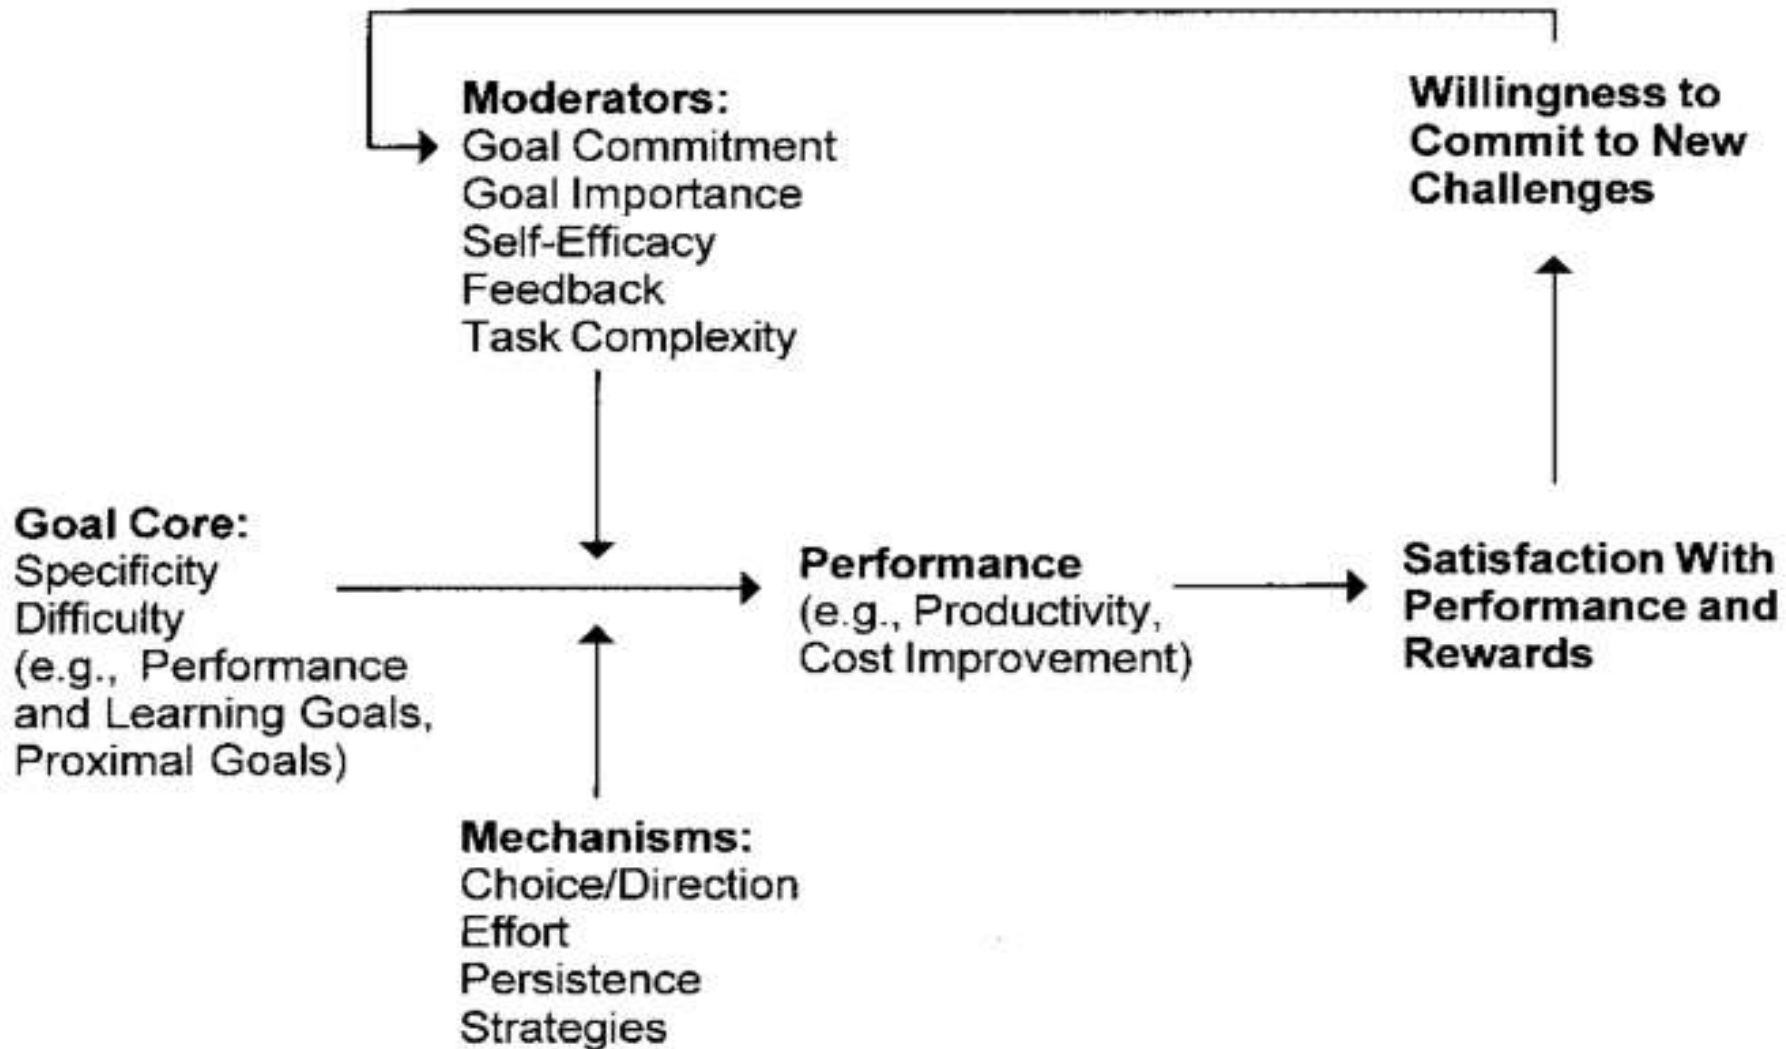 Moderators:
Goal Commitment
Goal Importance
Self-Efficacy
Feedback
Task Complexity
Willingness to
Commit to New
Challenges
Goal Core:
Specificity
Difficulty
(e.g., Performance
and Learning Goals,
Proximal Goals)
Performance
(e.g., Productivity,
Cost Improvement)
Satisfaction With
Performance and
Rewards
Mechanisms:
Choice/Direction
Effort
Persistence
Strategies